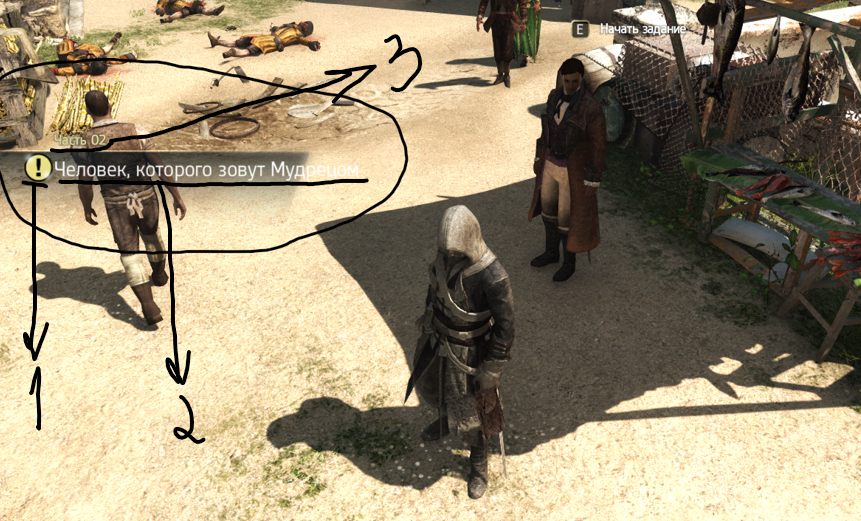 E Начать задание
3
Часть 02
! Человек, которого зовут Мудрецом
1
2